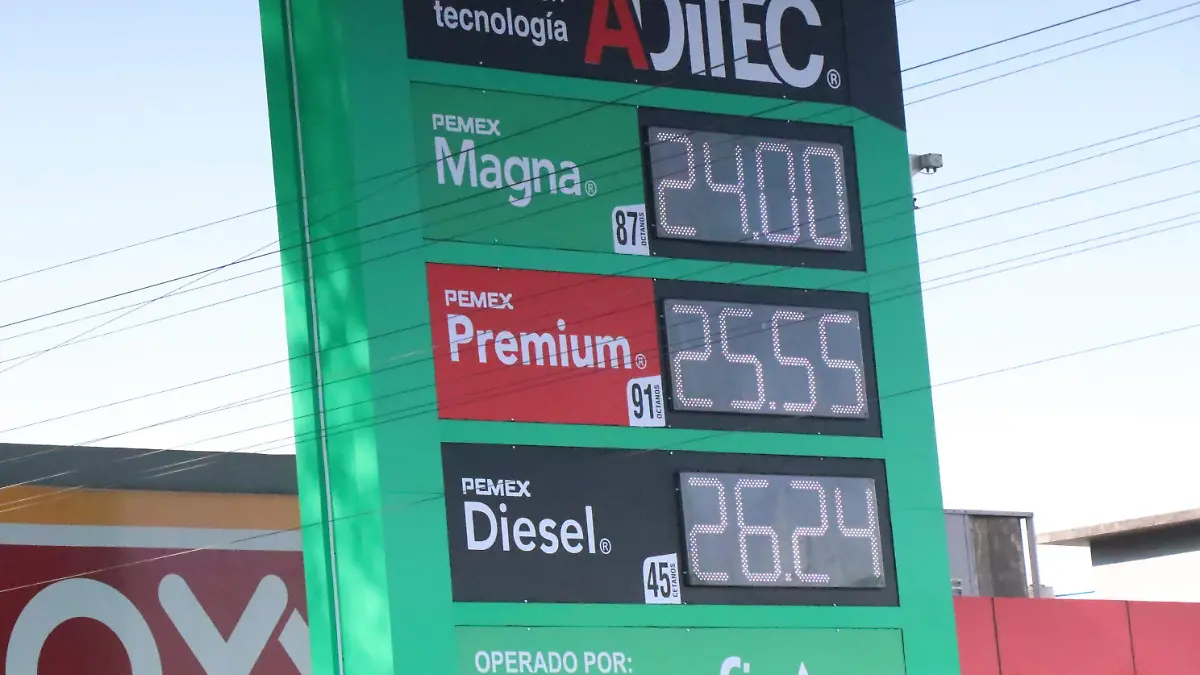 tecnología
ADITEC®
PEMEX
Magna®
87
OCTANOS
24.00
PEMEX
Premium®
91
OCTANOS
25.55
PEMEX
Diesel®
45
CETANOS
26.24
OPERADO POR:
OXX